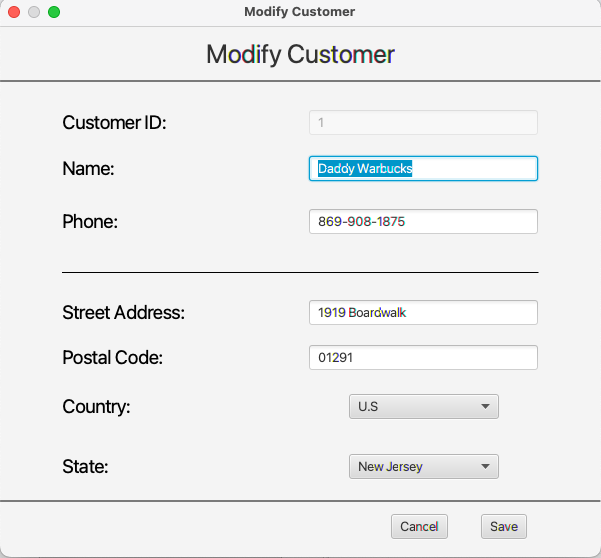 Modify Customer
Modify Customer
Customer ID: 1
Name: Daddy Warbucks
Phone: 869-908-1875
Street Address: 1919 Boardwalk
Postal Code: 01291
Country: U.S
State: New Jersey
Cancel Save